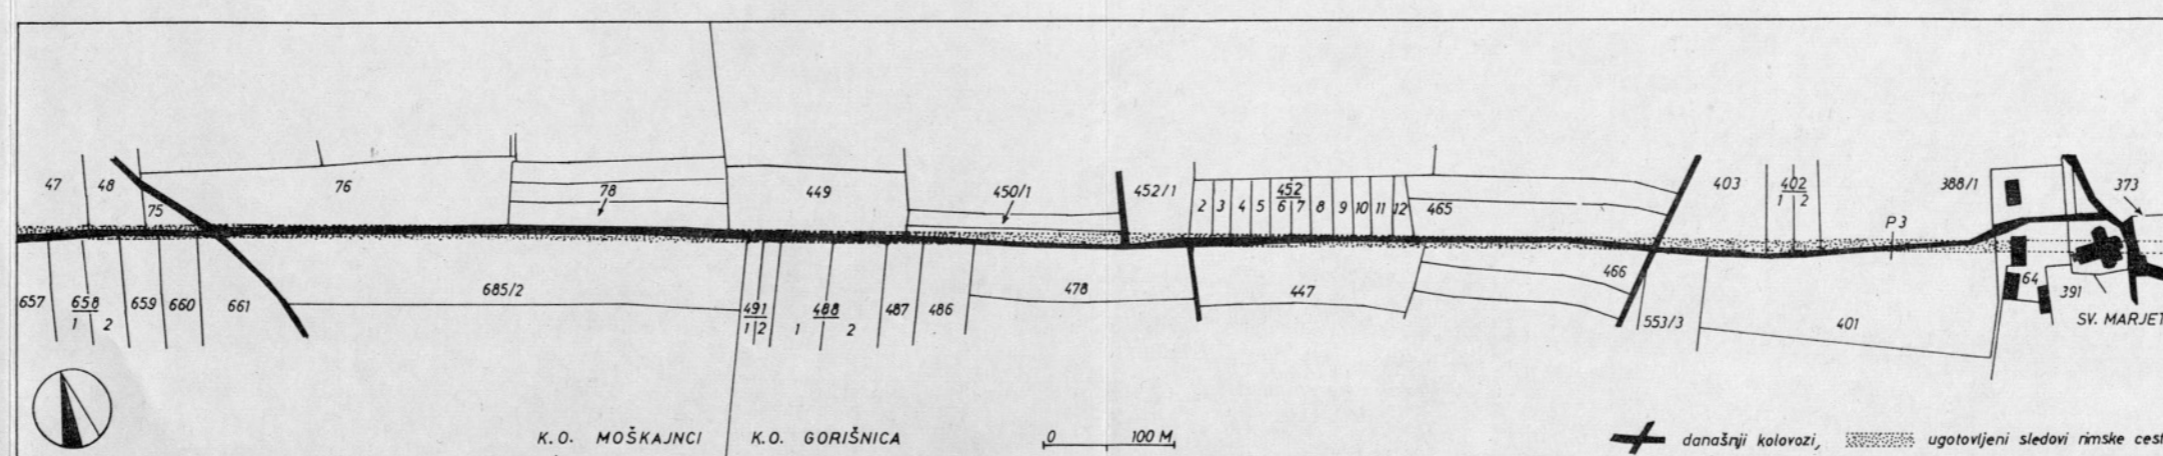 47 48 75 76 78 449 450/1 452/1 452 465 403 402 388/1 373
2 3 4 5 6 7 8 9 10 11 12
1 2
P 3
657 658 659 660 661 685/2 491 488 487 486 478 447 466 553/3 401 64 391
1 2
1 2
1 2
SV. MARJET
K.O. MOŠKAJNCI K.O. GORIŠNICA 0 100 M današnji kolovozi, ugotovljeni sledovi rimske cest